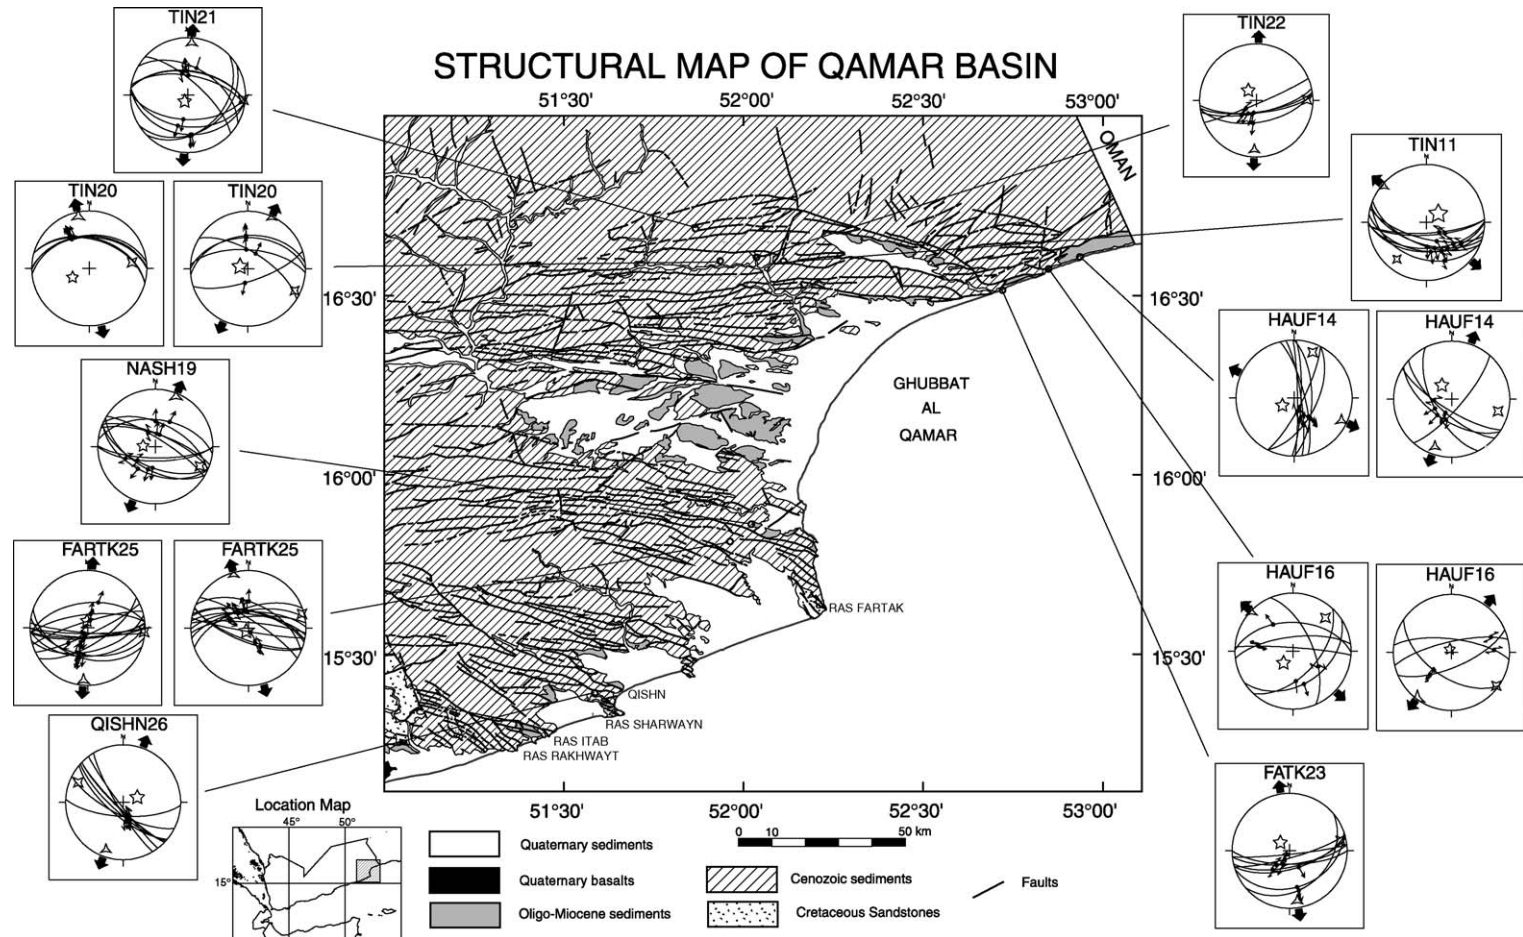 STRUCTURAL MAP OF QAMAR BASIN
TIN21
N
TIN20
N
TIN20
N
NASH19
N
FARTK25
N
FARTK25
N
QISHN26
N
TIN22
N
TIN11
N
HAUF14
N
HAUF14
N
HAUF16
N
HAUF16
N
FATK23
N
51°30' 52°00' 52°30' 53°00'
OMAN
16°30' 16°30'
GHUBBAT
AL
QAMAR
16°00' 16°00'
RAS FARTAK
15°30' 15°30'
QISHN
RAS SHARWAYN
RAS ITAB
RAS RAKHWAYT
51°30' 52°00' 52°30' 53°00'
Location Map
45° 50°
15°
0 10 50 km
Quaternary sediments
Quaternary basalts
Oligo-Miocene sediments
Cenozoic sediments
Cretaceous Sandstones
Faults